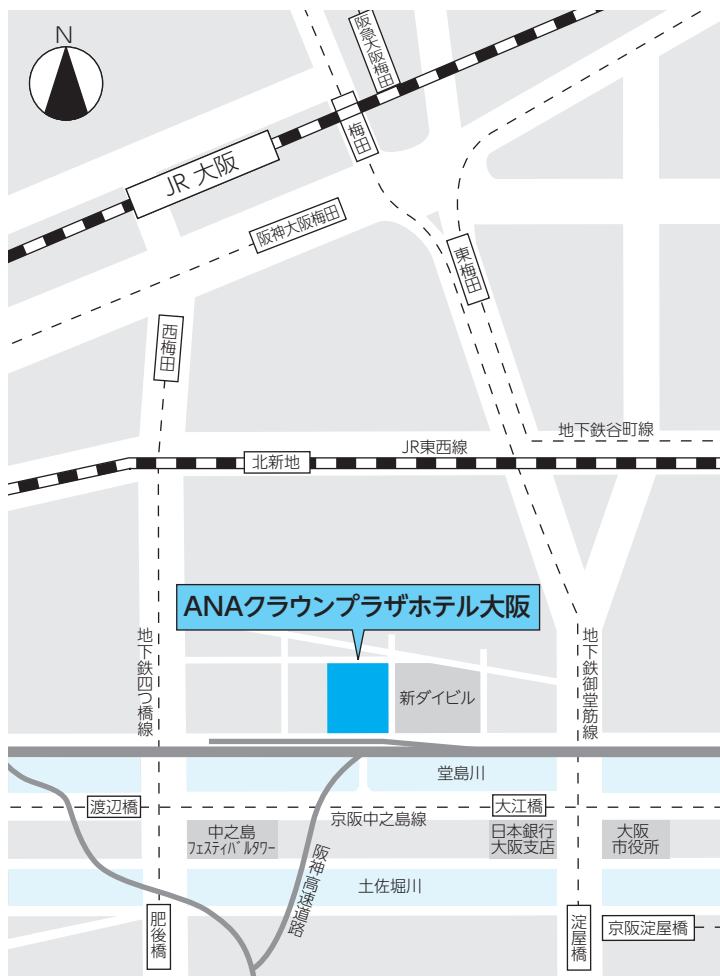 N
阪急大阪梅田
梅田
JR 大阪
阪神大阪梅田
東梅田
西梅田
地下鉄谷町線
JR東西線
北新地
ANAクラウンプラザホテル大阪
地下鉄四つ橋線
地下鉄御堂筋線
新ダイビル
堂島川
渡辺橋
大江橋
京阪中之島線
中之島
フェスティバルタワー
日本銀行
大阪支店
大阪
市役所
阪神高速道路
土佐堀川
肥後橋
淀屋橋
京阪淀屋橋